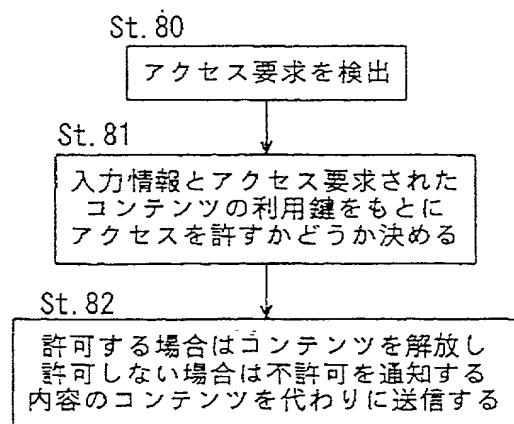 St.80
アクセス要求を検出
St.81
入力情報とアクセス要求された
コンテンツの利用鍵をもとに
アクセスを許すかどうか決める
St.82
許可する場合はコンテンツを解放し
許可しない場合は不許可を通知する
内容のコンテンツを代わりに送信する